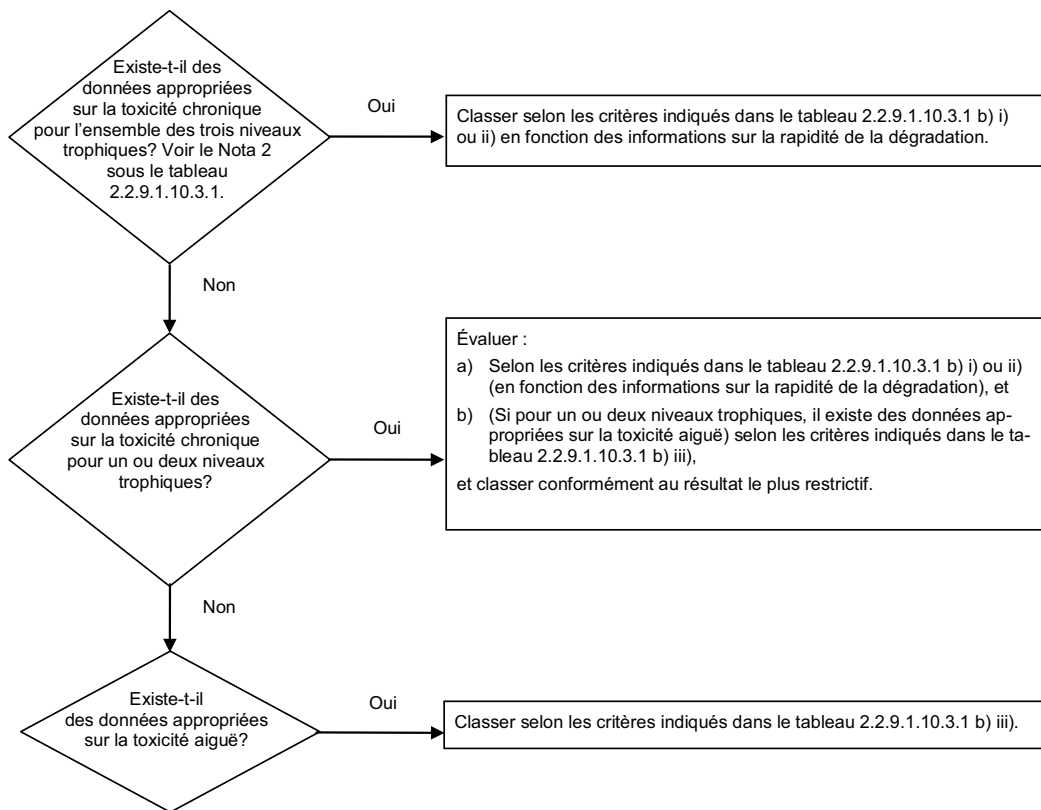 Existe-t-il des
données appropriées
sur la toxicité chronique
pour l'ensemble des trois niveaux
trophiques? Voir le Nota 2
sous le tableau
2.2.9.1.10.3.1.
Oui
Classer selon les critères indiqués dans le tableau 2.2.9.1.10.3.1 b) i)
ou ii) en fonction des informations sur la rapidité de la dégradation.
Non
Existe-t-il des
données appropriées
sur la toxicité chronique
pour un ou deux niveaux
trophiques?
Oui
Évaluer :
a) Selon les critères indiqués dans le tableau 2.2.9.1.10.3.1 b) i) ou ii)
(en fonction des informations sur la rapidité de la dégradation), et
b) (Si pour un ou deux niveaux trophiques, il existe des données ap-
propriées sur la toxicité aiguë) selon les critères indiqués dans le ta-
bleau 2.2.9.1.10.3.1 b) iii),
et classer conformément au résultat le plus restrictif.
Non
Existe-t-il
des données appropriées
sur la toxicité aiguë?
Oui
Classer selon les critères indiqués dans le tableau 2.2.9.1.10.3.1 b) iii).